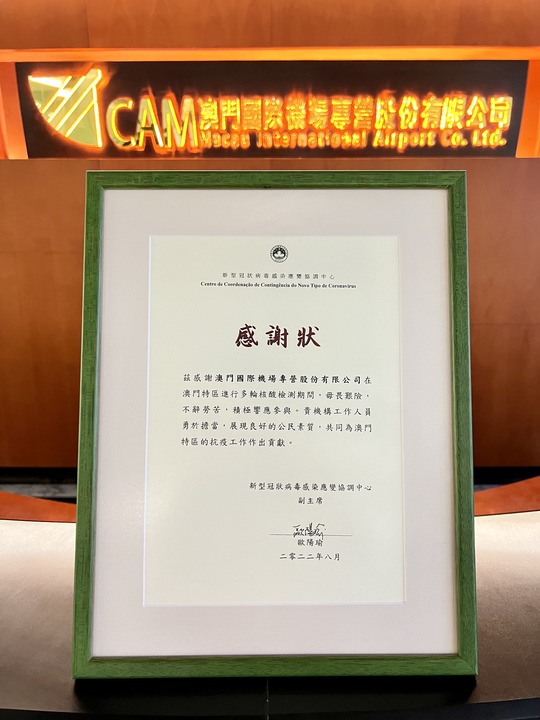 CAM澳門國際機場專營股份有限公司
Macau International Airport Co. Ltd.
新型冠狀病毒感染應變協調中心
Centro de Coordenação de Contingência do Novo Tipo de Coronavírus
感謝狀
茲感謝澳門國際機場專營股份有限公司在
澳門特區進行多輪核酸檢測期間，毋畏艱險，
不辭勞苦，積極響應參與。貴機構工作人員
勇於擔當，展現良好的公民素質，共同為澳門
特區的抗疫工作作出貢獻。
新型冠狀病毒感染應變協調中心
副主席
歐陽瑜
二零二二年八月